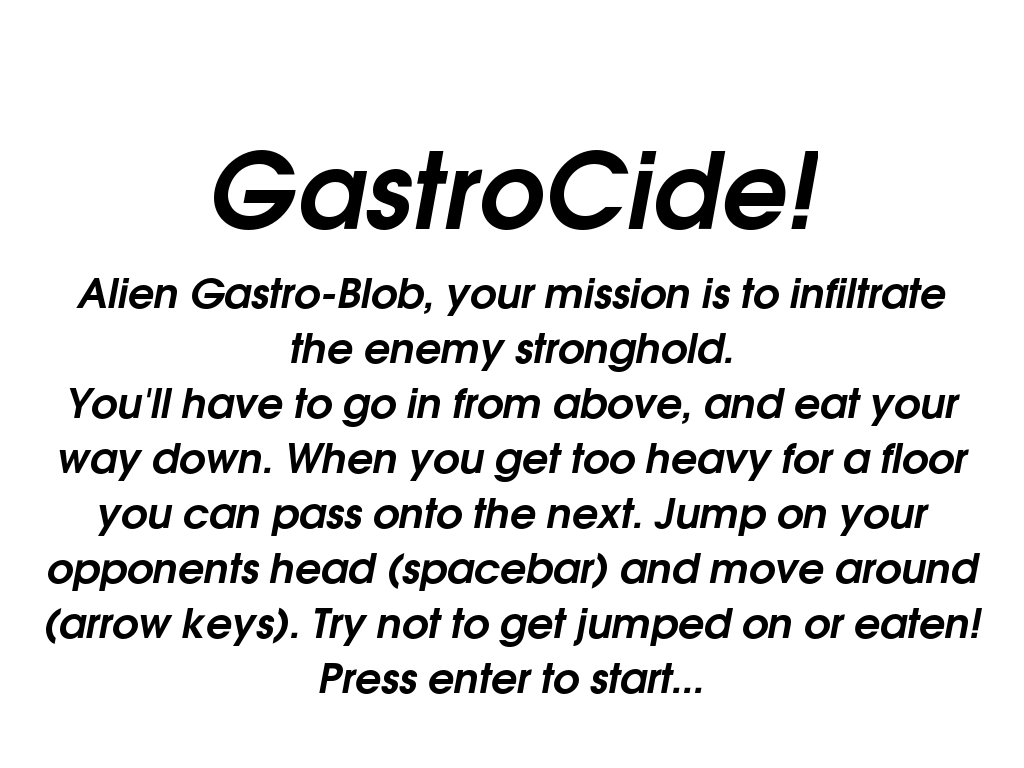 GastroCide!
Alien Gastro-Blob, your mission is to infiltrate
the enemy stronghold.
You'll have to go in from above, and eat your
way down. When you get too heavy for a floor
you can pass onto the next. Jump on your
opponents head (spacebar) and move around
(arrow keys). Try not to get jumped on or eaten!
Press enter to start...